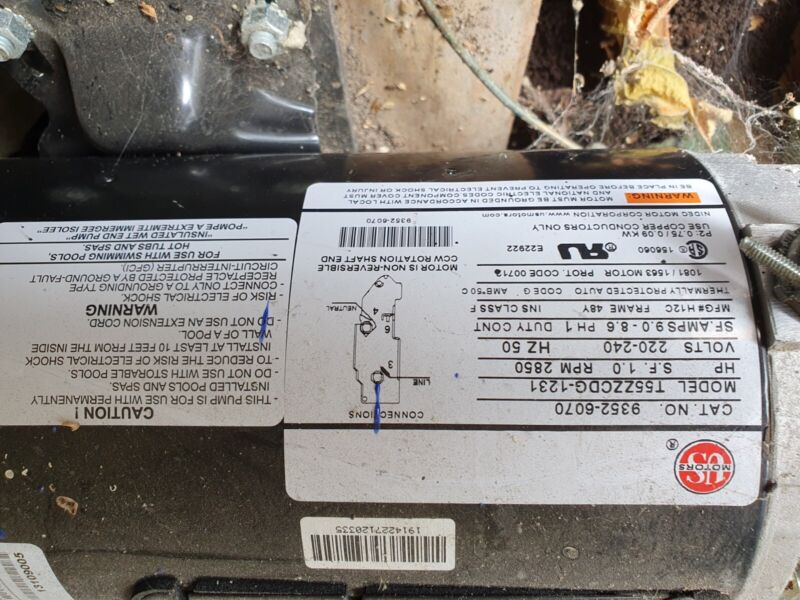 US
MOTORS
®
CAT. NO. 9352-6070
MODEL T55ZZCDG-1231
HP S.F. 1.0 RPM 2850
VOLTS 220-240 HZ 50
SF.AMPS 9.0 - 8.6 PH 1 DUTY CONT
MFG# H12C FRAME 48Y INS CLASS F
THERMALLY PROTECTED AUTO CODE G AMB 50 C
1081/1563 MOTOR PROT. CODE 0071
156060 E22922
P2: .75 / 0.09 KW
USE COPPER CONDUCTORS ONLY
NIDEC MOTOR CORPORATION
www.usmotors.com
WARNING:
MOTOR MUST BE GROUNDED IN ACCORDANCE WITH LOCAL
AND NATIONAL ELECTRIC CODES COMPONENT COVER MUST
BE IN PLACE BEFORE OPERATING TO PREVENT ELECTRICAL SHOCK OR INJURY
CONNECTIONS
LINE
3
6
4
NEUTRAL
MOTOR IS NON-REVERSIBLE
CCW ROTATION SHAFT END
9352-6070
CAUTION !
- THIS PUMP IS FOR USE WITH PERMANENTLY
INSTALLED POOLS AND SPAS.
- DO NOT USE WITH STORABLE POOLS.
- TO REDUCE THE RISK OF ELECTRICAL SHOCK
INSTALL AT LEAST 10 FEET FROM THE INSIDE
WALL OF A POOL
- DO NOT USE AN EXTENSION CORD.
WARNING
- RISK OF ELECTRICAL SHOCK.
- CONNECT ONLY TO A GROUNDING TYPE
RECEPTACLE PROTECTED BY A GROUND-FAULT
CIRCUIT-INTERRUPTER (GFCI)
FOR USE WITH SWIMMING POOLS,
HOT TUBS AND SPAS.
"INSULATED WET END PUMP"
"POMPE A EXTREMITE IMMERGEE ISOLEE"
1914227120335
13109005